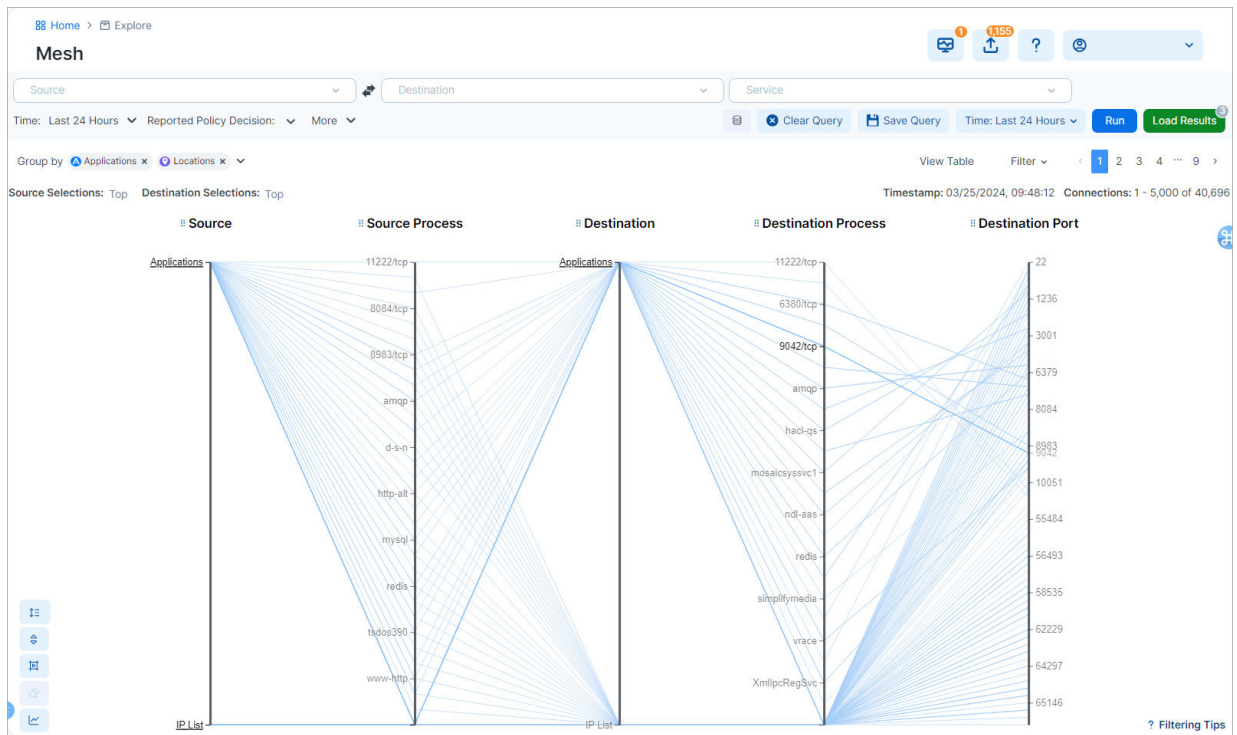 Home > Explore
Mesh
1
1,155
?
Source
Destination
Service
Time: Last 24 Hours Reported Policy Decision: More
Clear Query Save Query Time: Last 24 Hours Run Load Results 3
Group by Applications × Locations ×
View Table Filter ‹ 1 2 3 4 ··· 9 ›
Source Selections: Top Destination Selections: Top
Timestamp: 03/25/2024, 09:48:12 Connections: 1 - 5,000 of 40,696
Source
Source Process
Destination
Destination Process
Destination Port
Applications
IP List
11222/tcp
8084/tcp
8983/tcp
amqp
d-s-n
http-alt
mysql
redis
tsdos390
www-http
Applications
IP List
11222/tcp
6380/tcp
9042/tcp
amqp
hacl-qs
mosaicsyssvc1
ndl-aas
redis
simplifymedia
vrace
XmlIpcRegSvc
22
1236
3001
6379
8084
8983
9042
10051
55484
56493
58535
62229
64297
65146
? Filtering Tips